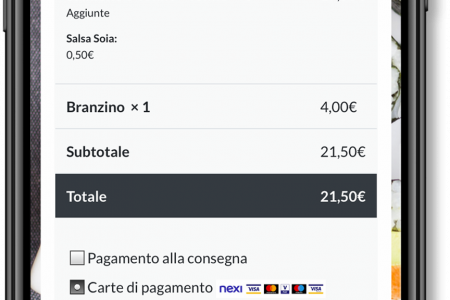 Aggiunte
Salsa Soia:
0,50€
Branzino × 1 4,00€
Subtotale 21,50€
Totale 21,50€
Pagamento alla consegna
Carte di pagamento nexi VISA VISA